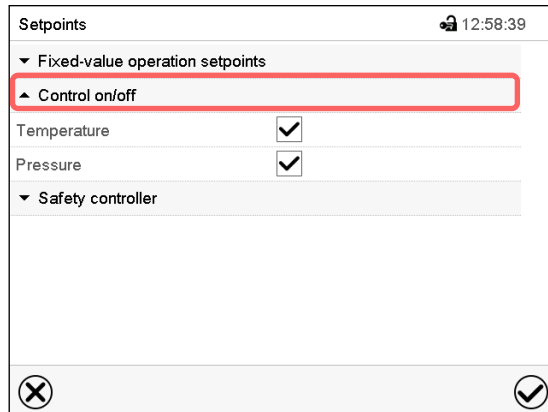 Setpoints 12:58:39
Fixed-value operation setpoints
Control on/off
Temperature
Pressure
Safety controller